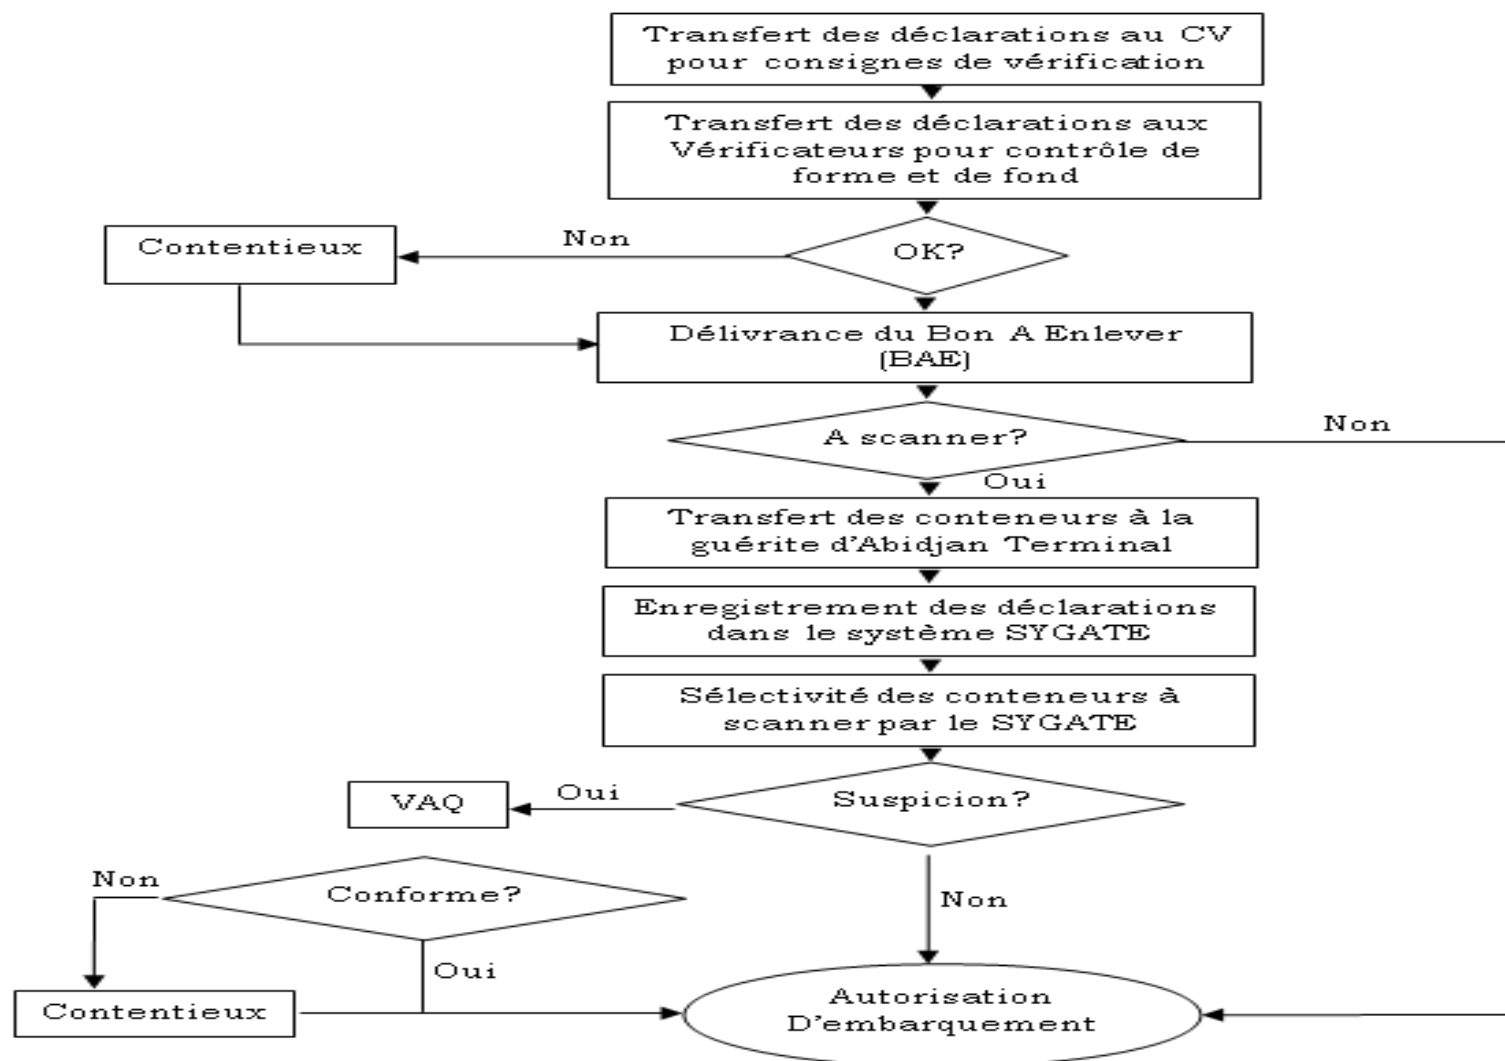 Transfert des déclarations au CV
pour consignes de vérification
Transfert des déclarations aux
Vérificateurs pour contrôle de
forme et de fond
Contentieux
Non
OK?
Délivrance du Bon A Enlever
(BAE)
A scanner?
Non
Oui
Transfert des conteneurs à la
guérite d'Abidjan Terminal
Enregistrement des déclarations
dans le système SYGATE
Sélectivité des conteneurs à
scanner par le SYGATE
VAQ
Oui
Suspicion?
Non
Conforme?
Non
Oui
Contentieux
Autorisation
D'embarquement